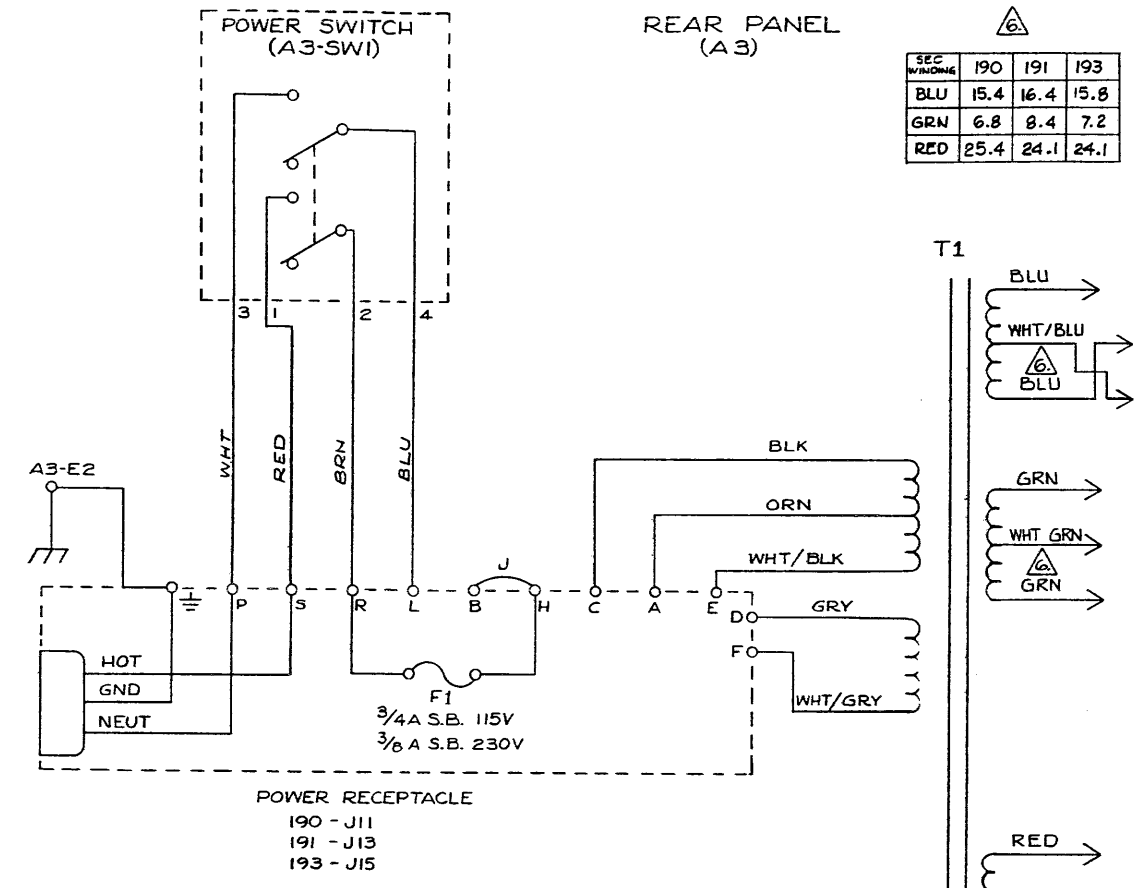 POWER SWITCH
(A3-SW1)
REAR PANEL
(A3)
6.
SEC WINDING 190 191 193
BLU 15.4 16.4 15.8
GRN 6.8 8.4 7.2
RED 25.4 24.1 24.1
T1
BLU
WHT/BLU
6.
BLU
3 1 2 4
WHT
RED
BRN
BLU
A3-E2
BLK
ORN
WHT/BLK
GRN
WHT GRN
6.
GRN
J
P S R L B H C A E
D
GRY
F
WHT/GRY
HOT
GND
NEUT
F1
3/4A S.B. 115V
3/8A S.B. 230V
POWER RECEPTACLE
190 - J11
191 - J13
193 - J15
RED